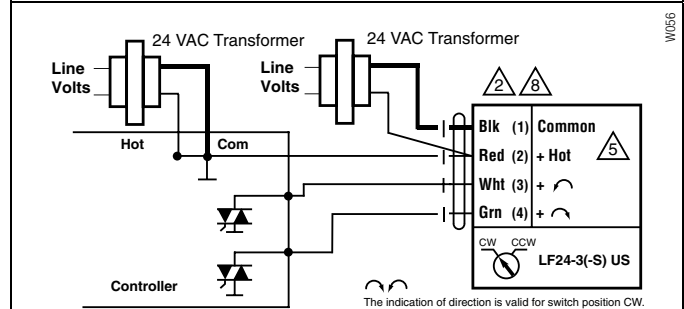 W056
24 VAC Transformer
24 VAC Transformer
Line
Volts
Line
Volts
2
8
Hot
Com
Blk (1) Common
Red (2) + Hot
5
Wht (3) +
Grn (4) +
CW
CCW
LF24-3(-S) US
Controller
The indication of direction is valid for switch position CW.